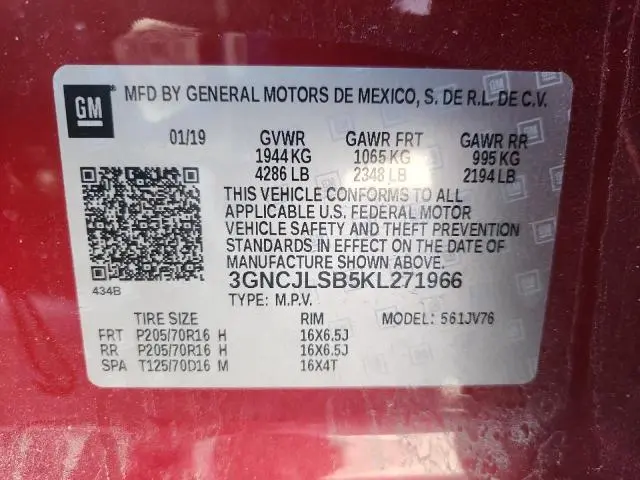 GM MFD BY GENERAL MOTORS DE MEXICO, S. DE R.L. DE C.V.
01/19 GVWR GAWR FRT GAWR RR
1944 KG 1065 KG 995 KG
4286 LB 2348 LB 2194 LB
THIS VEHICLE CONFORMS TO ALL
APPLICABLE U.S. FEDERAL MOTOR
VEHICLE SAFETY AND THEFT PREVENTION
STANDARDS IN EFFECT ON THE DATE OF
MANUFACTURE SHOWN ABOVE.
434B
3GNCJLSB5KL271966
TYPE: M.P.V.
TIRE SIZE RIM MODEL: 561JV76
FRT P205/70R16 H 16X6.5J
RR P205/70R16 H 16X6.5J
SPA T125/70D16 M 16X4T